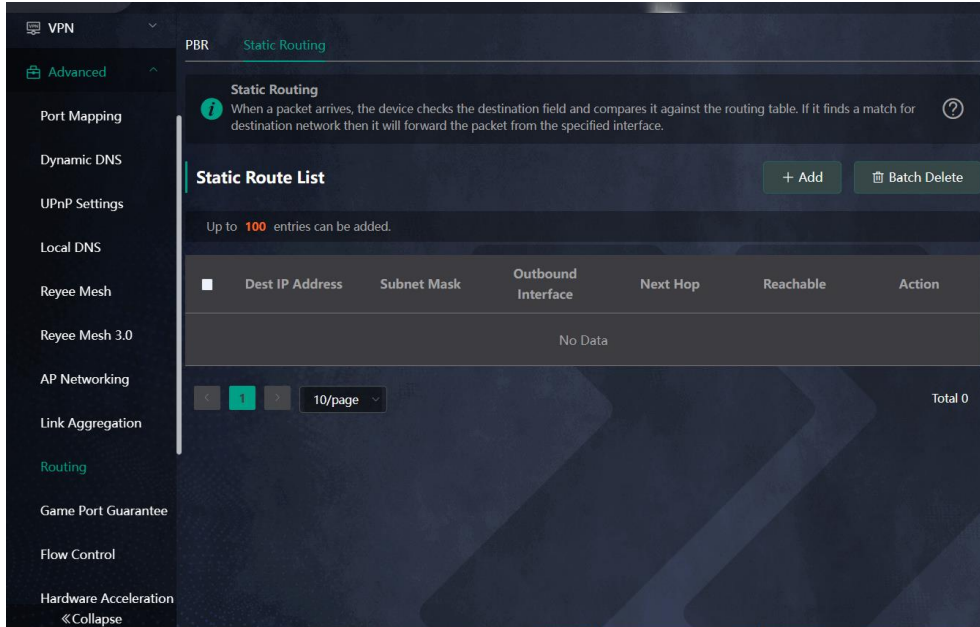 VPN
Advanced
Port Mapping
Dynamic DNS
UPnP Settings
Local DNS
Reyee Mesh
Reyee Mesh 3.0
AP Networking
Link Aggregation
Routing
Game Port Guarantee
Flow Control
Hardware Acceleration
«Collapse
PBR Static Routing
Static Routing
When a packet arrives, the device checks the destination field and compares it against the routing table. If it finds a match for
destination network then it will forward the packet from the specified interface.
Static Route List
+ Add Batch Delete
Up to 100 entries can be added.
Dest IP Address Subnet Mask Outbound Interface Next Hop Reachable Action
No Data
< 1 > 10/page Total 0